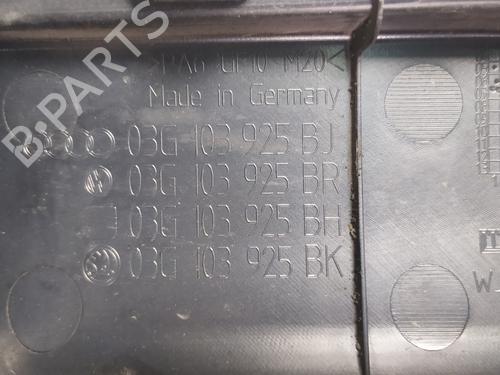 >PA6 GF10 M20<
Made in Germany
03G 103 925 BJ
03G 103 925 BR
03G 103 925 BH
03G 103 925 BK
B-PARTS